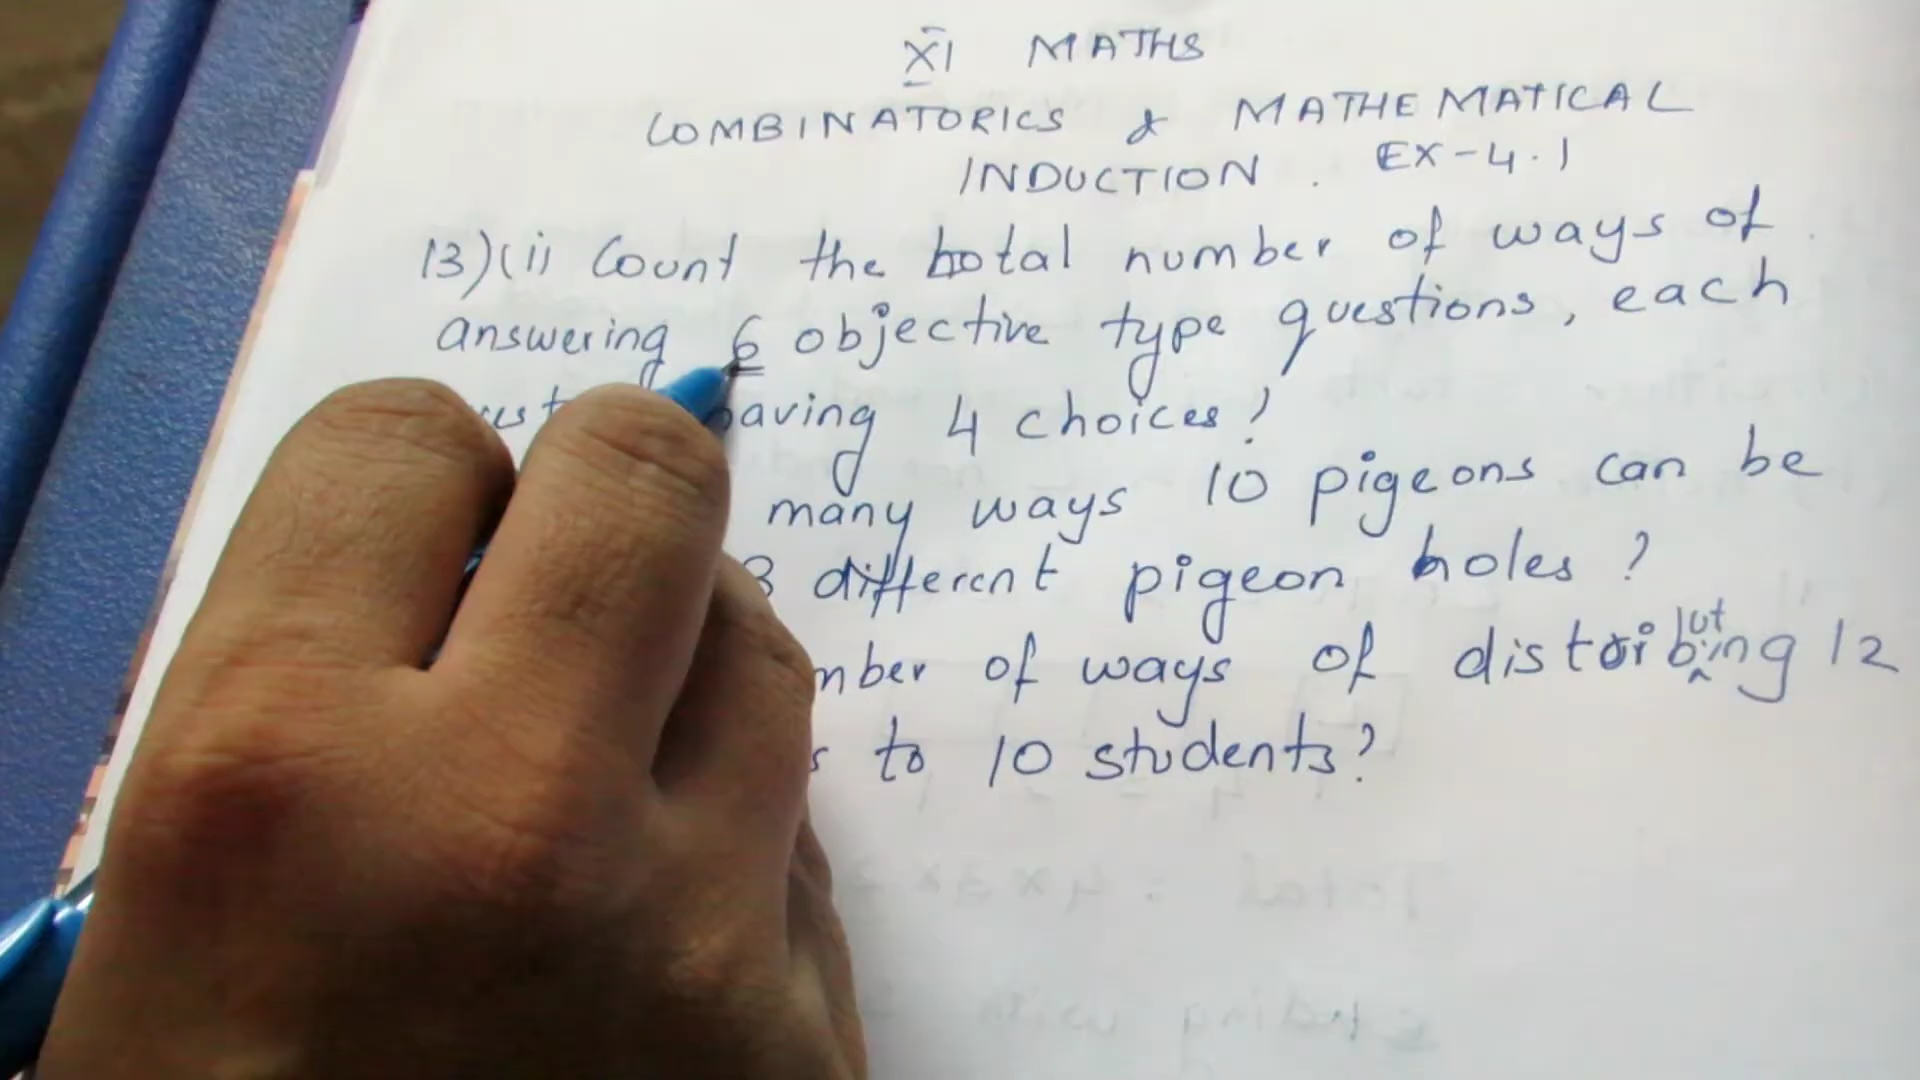 XI MATHS
COMBINATORICS & MATHEMATICAL
INDUCTION. EX-4.1
13)(i) Count the total number of ways of
answering 6 objective type questions, each
having 4 choices?
many ways 10 pigeons can be
3 different pigeon holes?
of ways of distributing 12
to 10 students?